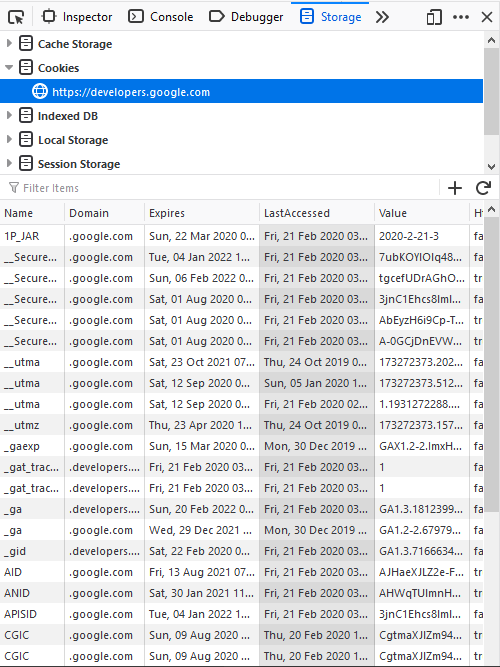 Inspector Console Debugger Storage
Cache Storage
Cookies
https://developers.google.com
Indexed DB
Local Storage
Session Storage
Filter Items
Name Domain Expires LastAccessed Value
1P_JAR .google.com Sun, 22 Mar 2020 0... Fri, 21 Feb 2020 03... 2020-2-21-3 fa
__Secure... .google.com Tue, 04 Jan 2022 1... Fri, 21 Feb 2020 03... fa
__Secure... .google.com Sun, 06 Feb 2022 0... Fri, 21 Feb 2020 03... tgcefUDrAGhO... tr
__Secure... .google.com Sat, 01 Aug 2020 0... Fri, 21 Feb 2020 03... tr
__Secure... .google.com Sat, 01 Aug 2020 0... Fri, 21 Feb 2020 03... AbEyzH6i9Cp-T... tr
__Secure... .google.com Sat, 01 Aug 2020 0... Fri, 21 Feb 2020 03... A-0GCjDnEVW... tr
__utma .google.com Sat, 23 Oct 2021 07... Thu, 24 Oct 2019 0... 173272373.202... fa
__utma .google.com Sat, 12 Sep 2020 0... Sun, 05 Jan 2020 1... 173272373.512... fa
__utma .google.com Sat, 12 Sep 2020 0... Fri, 21 Feb 2020 02... 1.1931272288.... fa
__utmz .google.com Thu, 23 Apr 2020 1... Thu, 24 Oct 2019 0... 173272373.157... fa
_gaexp .google.com Sun, 15 Mar 2020 0... Mon, 30 Dec 2019 ... GAX1.2-2.lmxH... fa
_gat_trac... .developers.... Fri, 21 Feb 2020 03... Fri, 21 Feb 2020 03... 1 fa
_gat_trac... .developers.... Fri, 21 Feb 2020 03... Fri, 21 Feb 2020 03... 1 fa
_ga .developers.... Sun, 20 Feb 2022 0... Fri, 21 Feb 2020 03... GA1.3.1812399... fa
_ga .google.com Wed, 29 Dec 2021 ... Mon, 30 Dec 2019 ... GA1.2-2.67979... fa
_gid .developers.... Sat, 22 Feb 2020 0... Fri, 21 Feb 2020 03... GA1.3.7166634... fa
AID .google.com Fri, 13 Aug 2021 07... Fri, 21 Feb 2020 03... AJHaeXJLZ2e-F... tr
ANID .google.com Sat, 30 Jan 2021 11... Fri, 21 Feb 2020 03... tr
APISID .google.com Tue, 04 Jan 2022 1... Fri, 21 Feb 2020 03... fa
CGIC .google.com Sun, 09 Aug 2020 ... Thu, 20 Feb 2020 1... tr
CGIC .google.com Sun, 09 Aug 2020 ... Thu, 20 Feb 2020 1... tr